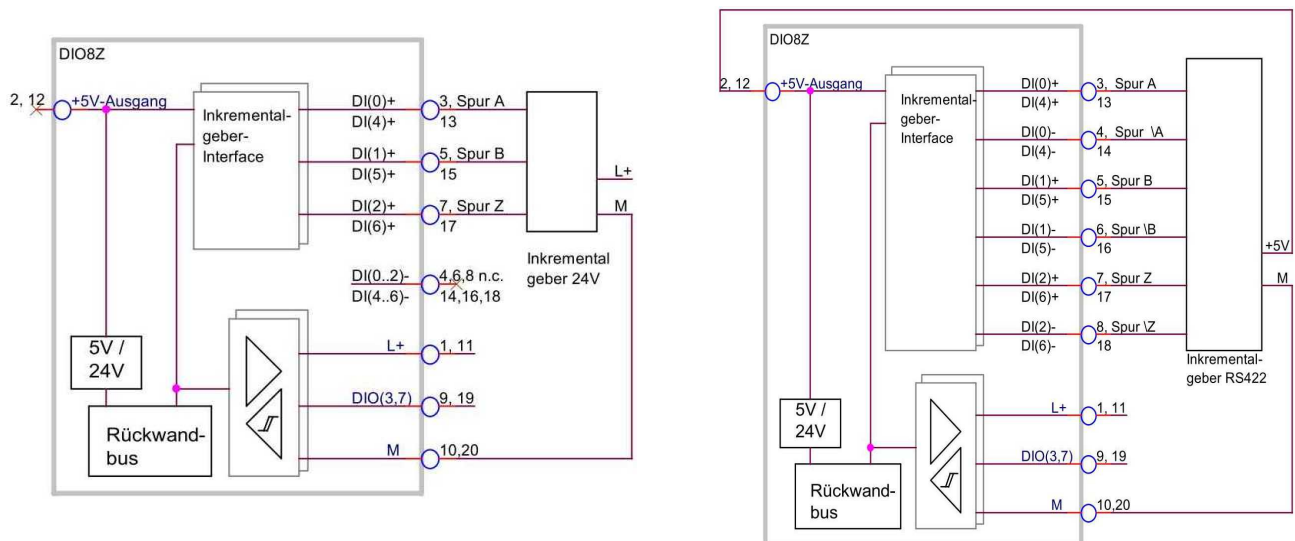 DIO8Z
2, 12
+5V-Ausgang
Inkremental-
geber-
Interface
DI(0)+
DI(4)+
3, Spur A
13
DI(1)+
DI(5)+
5, Spur B
15
DI(2)+
DI(6)+
7, Spur Z
17
L+
M
Inkremental
geber 24V
DI(0..2)-
DI(4..6)-
4,6,8 n.c.
14,16,18
5V /
24V
Rückwand-
bus
L+
1, 11
DIO(3,7)
9, 19
M
10,20
DIO8Z
2, 12
+5V-Ausgang
Inkremental-
geber-
Interface
DI(0)+
DI(4)+
3, Spur A
13
DI(0)-
DI(4)-
4, Spur \A
14
DI(1)+
DI(5)+
5, Spur B
15
DI(1)-
DI(5)-
6, Spur \B
16
DI(2)+
DI(6)+
7, Spur Z
17
DI(2)-
DI(6)-
8, Spur \Z
18
+5V
M
Inkremental-
geber RS422
5V /
24V
Rückwand-
bus
L+
1, 11
DIO(3,7)
9, 19
M
10,20